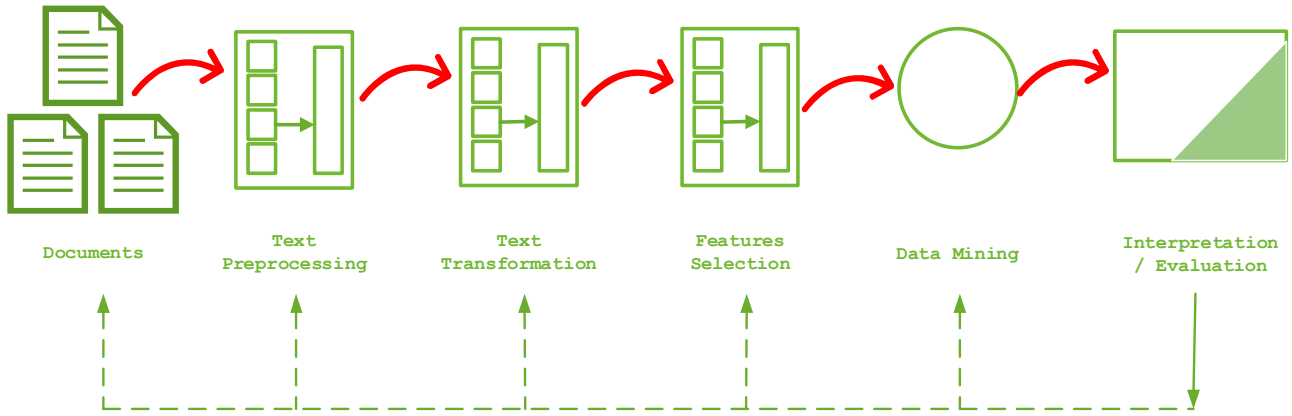 Documents
Text
Preprocessing
Text
Transformation
Features
Selection
Data Mining
Interpretation
/ Evaluation